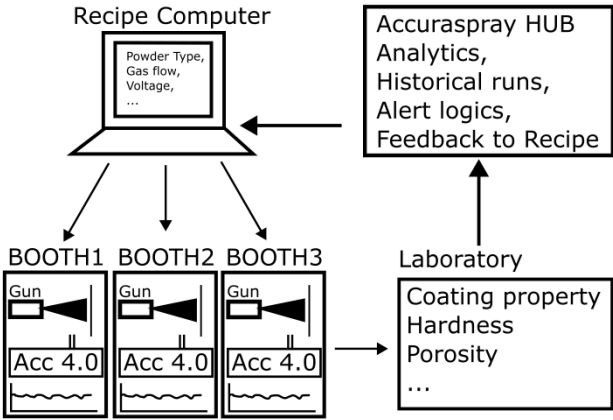 Recipe Computer
Powder Type,
Gas flow,
Voltage,
...
Accuraspray HUB
Analytics,
Historical runs,
Alert logics,
Feedback to Recipe
BOOTH1
Gun
Acc 4.0
BOOTH2
Gun
Acc 4.0
BOOTH3
Gun
Acc 4.0
Laboratory
Coating property
Hardness
Porosity
...